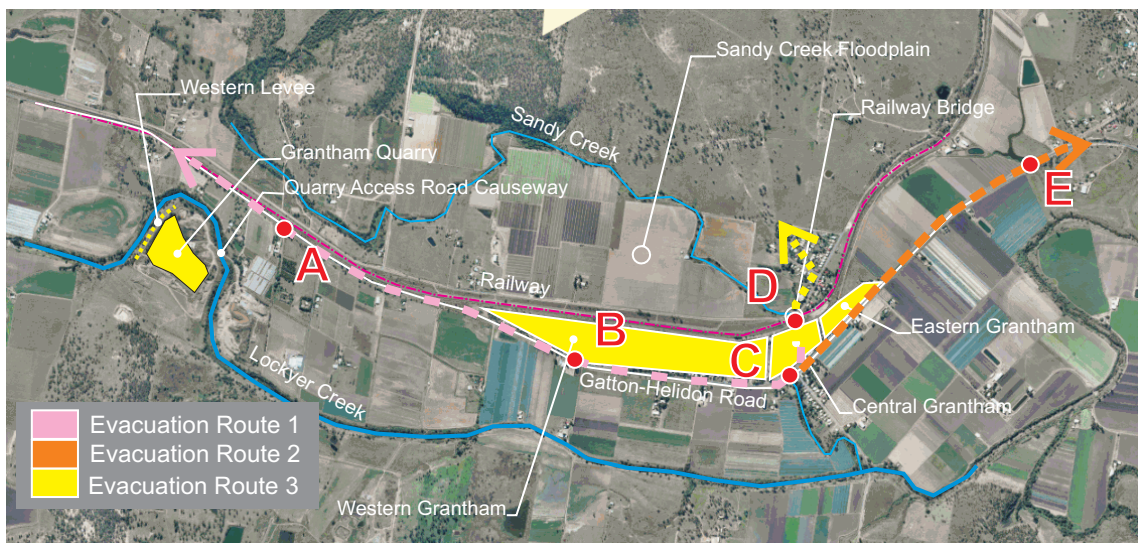 Sandy Creek Floodplain
Western Levee
Railway Bridge
Grantham Quarry
Sandy Creek
Quarry Access Road Causeway
E
A
Railway
D
B
Eastern Grantham
C
Lockyer Creek
Gatton-Helidon Road
Central Grantham
Evacuation Route 1
Evacuation Route 2
Evacuation Route 3
Western Grantham